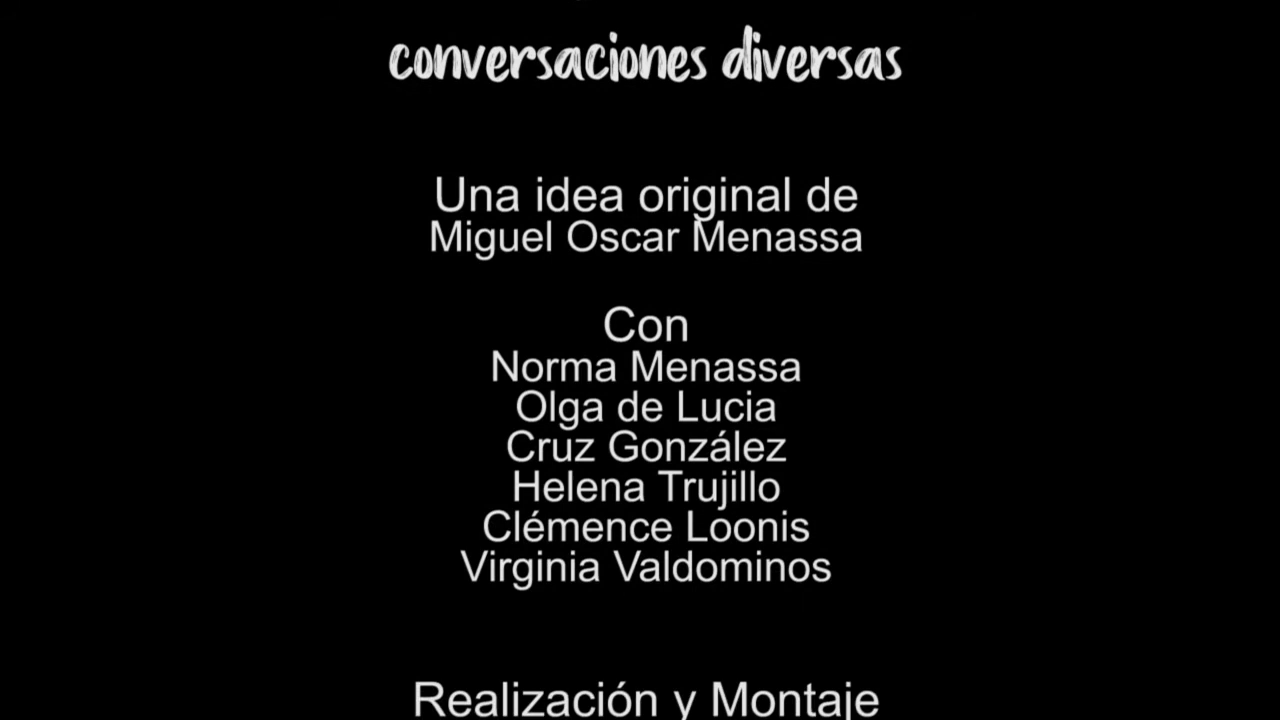 conversaciones diversas
Una idea original de
Miguel Oscar Menassa
Con
Norma Menassa
Olga de Lucia
Cruz González
Helena Trujillo
Clémence Loonis
Virginia Valdominos
Realización y Montaje